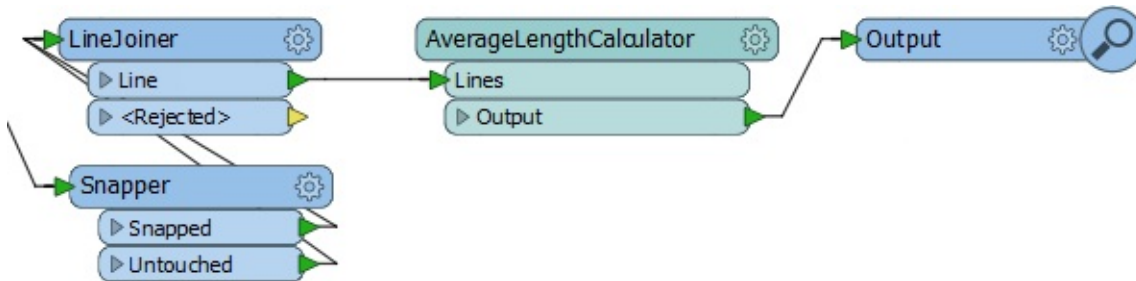 LineJoiner
Line
<Rejected>
AverageLengthCalculator
Lines
Output
Output
Snapper
Snapped
Untouched